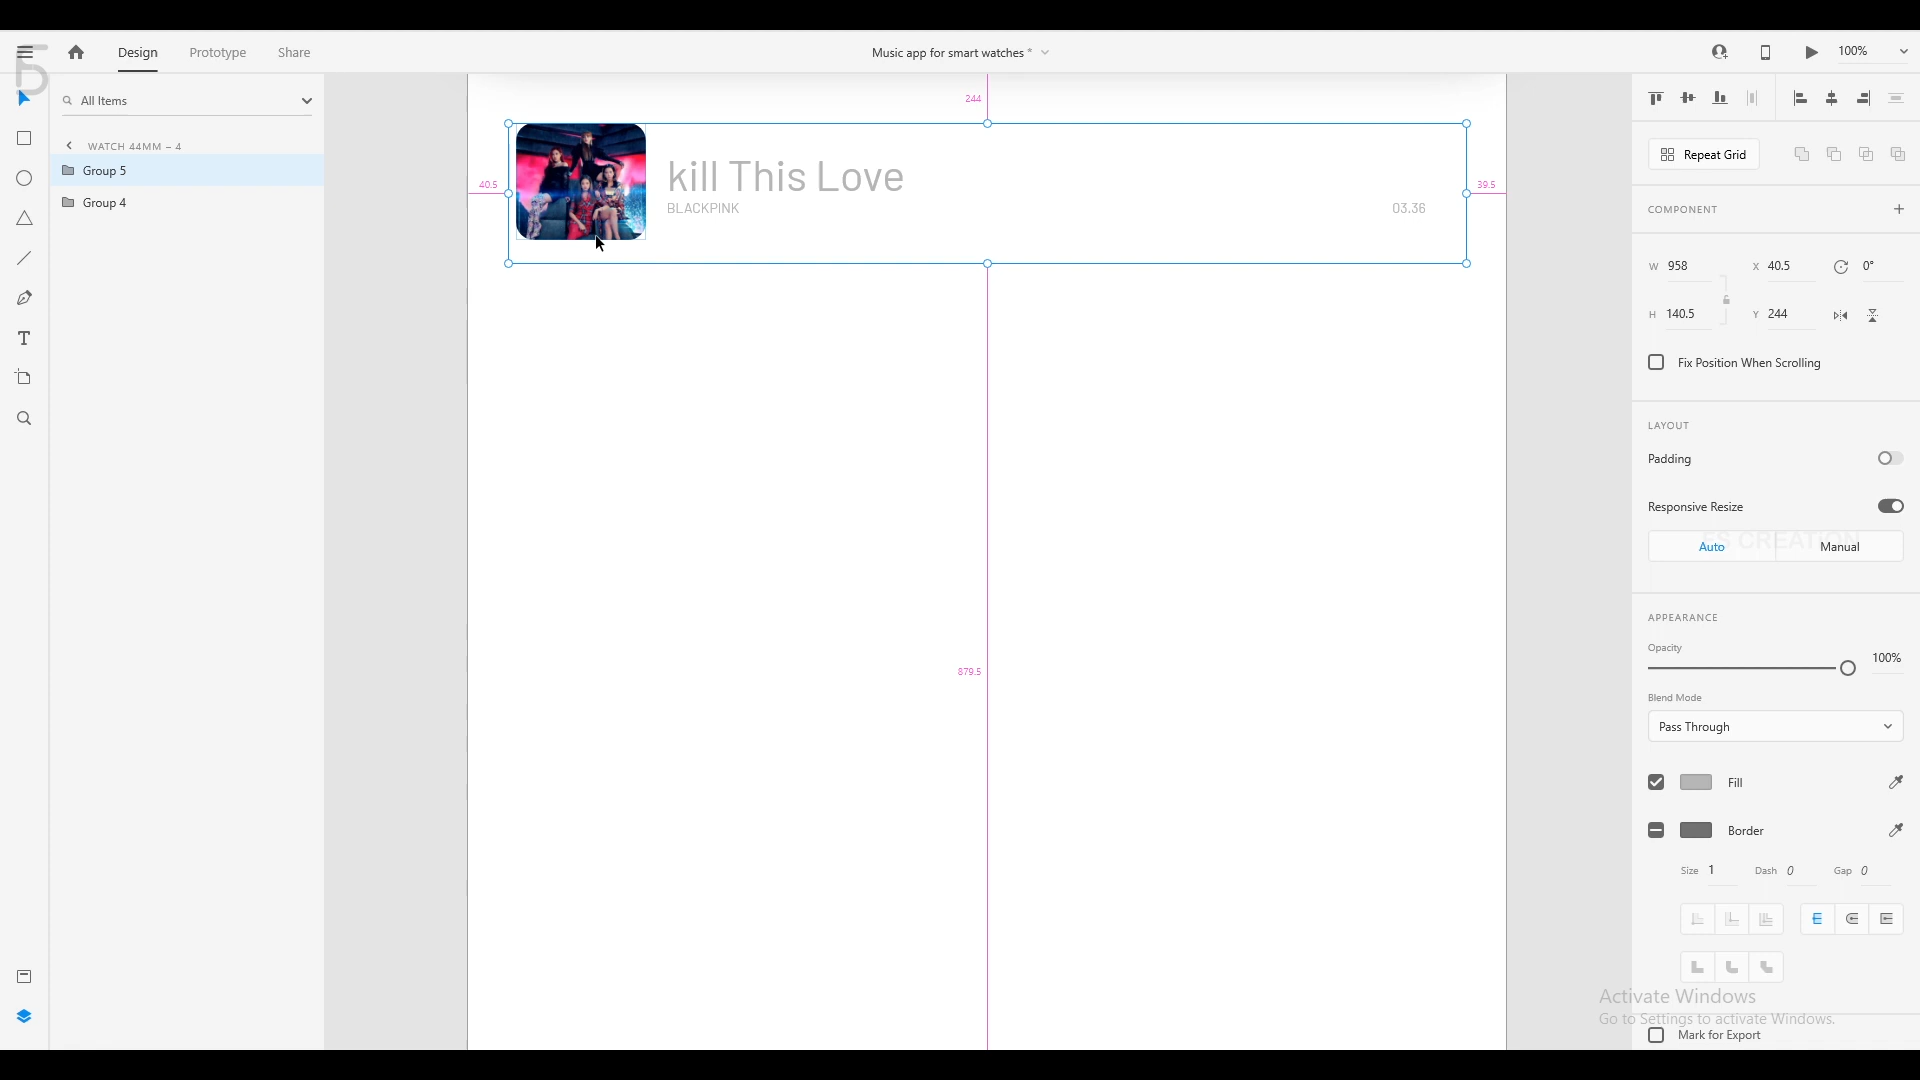 Design Prototype Share Music app for smart watches * 100%
All Items
WATCH 44MM – 4
Group 5
Group 4
244
40.5
39.5
879.5
kill This Love
BLACKPINK
03.36
Repeat Grid
COMPONENT
W 958 X 40.5 0°
H 140.5 Y 244
Fix Position When Scrolling
LAYOUT
Padding
Responsive Resize
ES CREATION
Auto Manual
APPEARANCE
Opacity
100%
Blend Mode
Pass Through
Fill
Border
Size 1 Dash 0 Gap 0
Activate Windows
Go to Settings to activate Windows.
Mark for Export